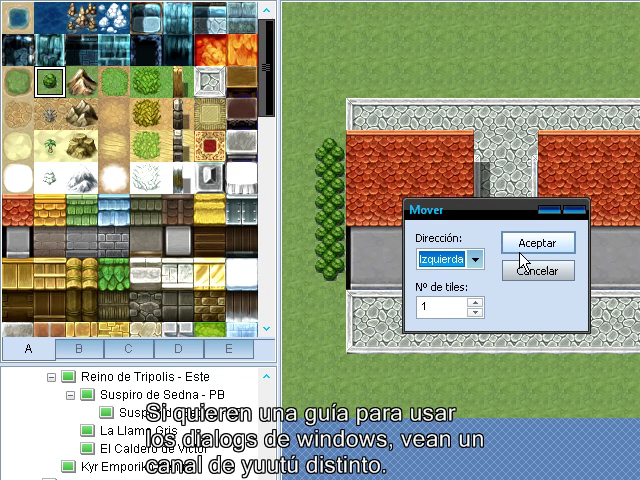 Mover
Dirección:
Izquierda
Aceptar
Cancelar
Nº de tiles:
1
A B C D E
Reino de Tripolis - Este
Suspiro de Sedna - PB
La Llama Gris
El Caldero de Victor
Kyr Emporik
Si quieren una guía para usar
los dialogs de windows, vean un
canal de yuutú distinto.